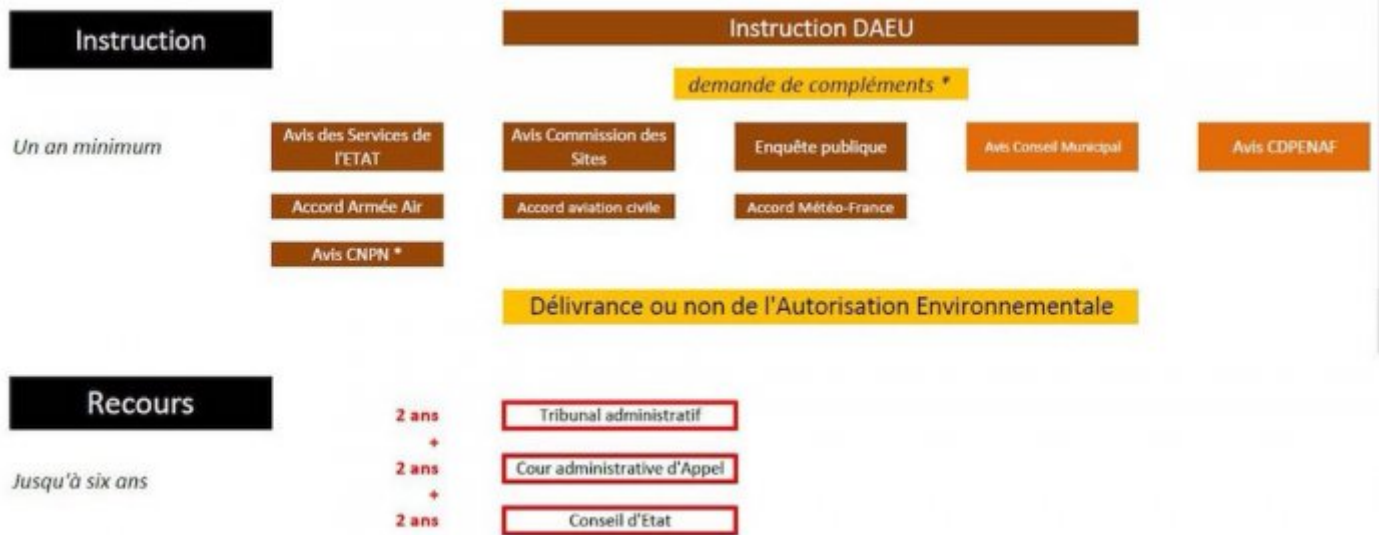 Instruction
Instruction DAEU
demande de compléments *
Un an minimum
Avis des Services de
l'ETAT
Avis Commission des
Sites
Enquête publique
Avis Conseil Municipal
Avis CDPENAF
Accord Armée Air
Accord aviation civile
Accord Météo-France
Avis CNPN *
Délivrance ou non de l'Autorisation Environnementale
Recours
Jusqu'à six ans
2 ans
Tribunal administratif
+
2 ans
Cour administrative d'Appel
+
2 ans
Conseil d'Etat